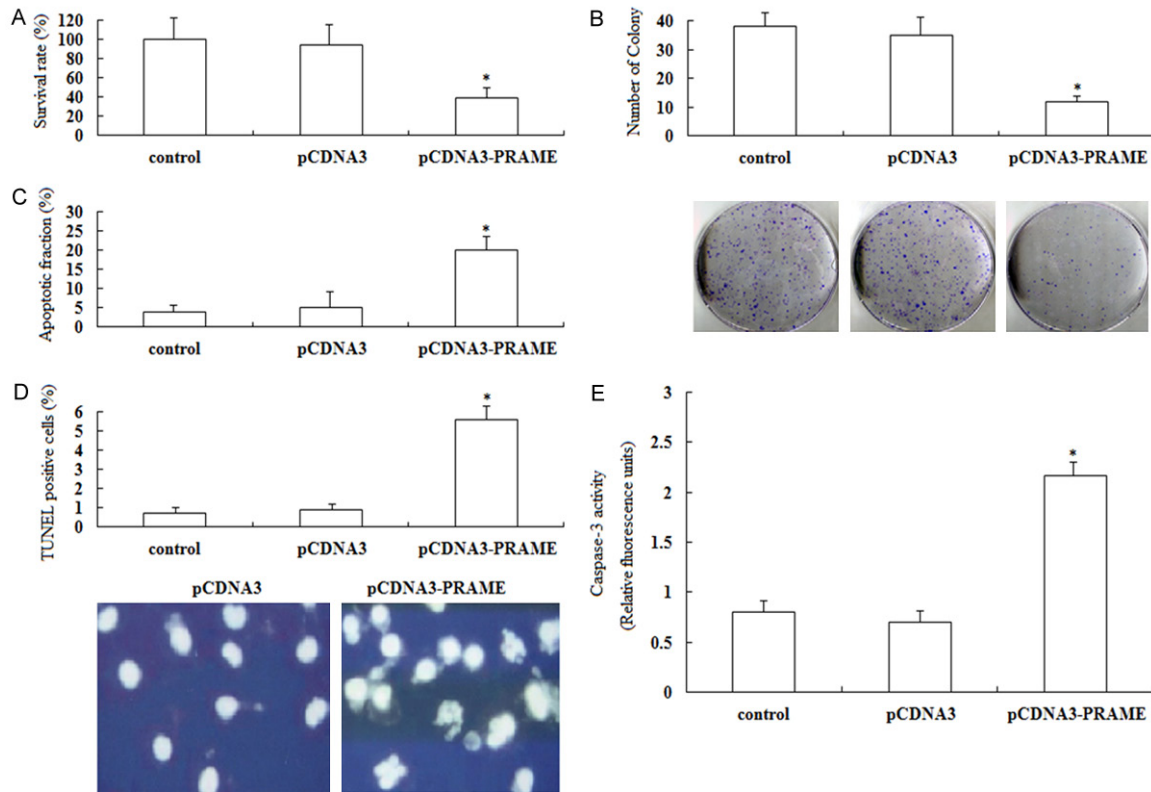 A
Survival rate (%)
120
100
80
60
40
20
0
*
control pCDNA3 pCDNA3-PRAME
B
Number of Colony
40
30
20
10
0
*
control pCDNA3 pCDNA3-PRAME
C
Apoptotic fraction (%)
30
25
20
15
10
5
0
*
control pCDNA3 pCDNA3-PRAME
D
TUNEL positive cells (%)
6
5
4
3
2
1
0
*
control pCDNA3 pCDNA3-PRAME
pCDNA3 pCDNA3-PRAME
E
Caspase-3 activity
(Relative fluorescence units)
3
2.5
2
1.5
1
0.5
0
*
control pCDNA3 pCDNA3-PRAME